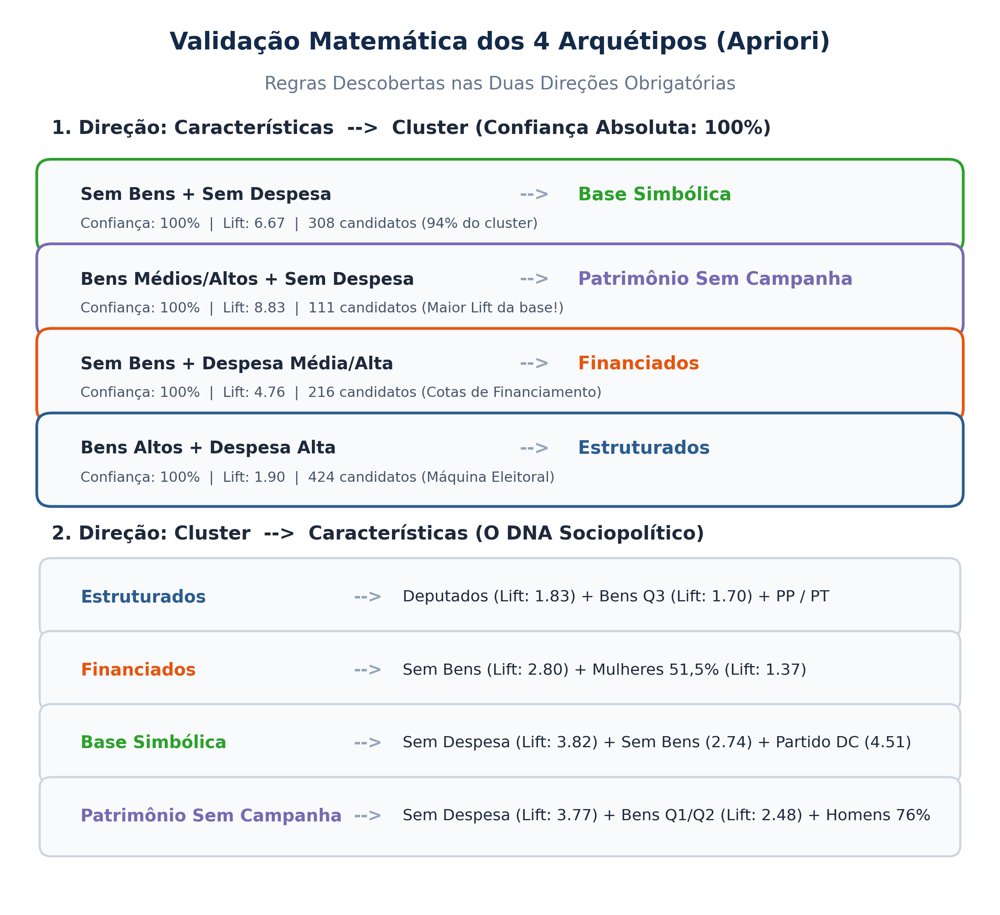 Validação Matemática dos 4 Arquétipos (Apriori)
Regras Descobertas nas Duas Direções Obrigatórias
1. Direção: Características --> Cluster (Confiança Absoluta: 100%)
Sem Bens + Sem Despesa --> Base Simbólica
Confiança: 100% | Lift: 6.67 | 308 candidatos (94% do cluster)
Bens Médios/Altos + Sem Despesa --> Patrimônio Sem Campanha
Confiança: 100% | Lift: 8.83 | 111 candidatos (Maior Lift da base!)
Sem Bens + Despesa Média/Alta --> Financiados
Confiança: 100% | Lift: 4.76 | 216 candidatos (Cotas de Financiamento)
Bens Altos + Despesa Alta --> Estruturados
Confiança: 100% | Lift: 1.90 | 424 candidatos (Máquina Eleitoral)
2. Direção: Cluster --> Características (O DNA Sociopolítico)
Estruturados --> Deputados (Lift: 1.83) + Bens Q3 (Lift: 1.70) + PP / PT
Financiados --> Sem Bens (Lift: 2.80) + Mulheres 51,5% (Lift: 1.37)
Base Simbólica --> Sem Despesa (Lift: 3.82) + Sem Bens (2.74) + Partido DC (4.51)
Patrimônio Sem Campanha --> Sem Despesa (Lift: 3.77) + Bens Q1/Q2 (Lift: 2.48) + Homens 76%